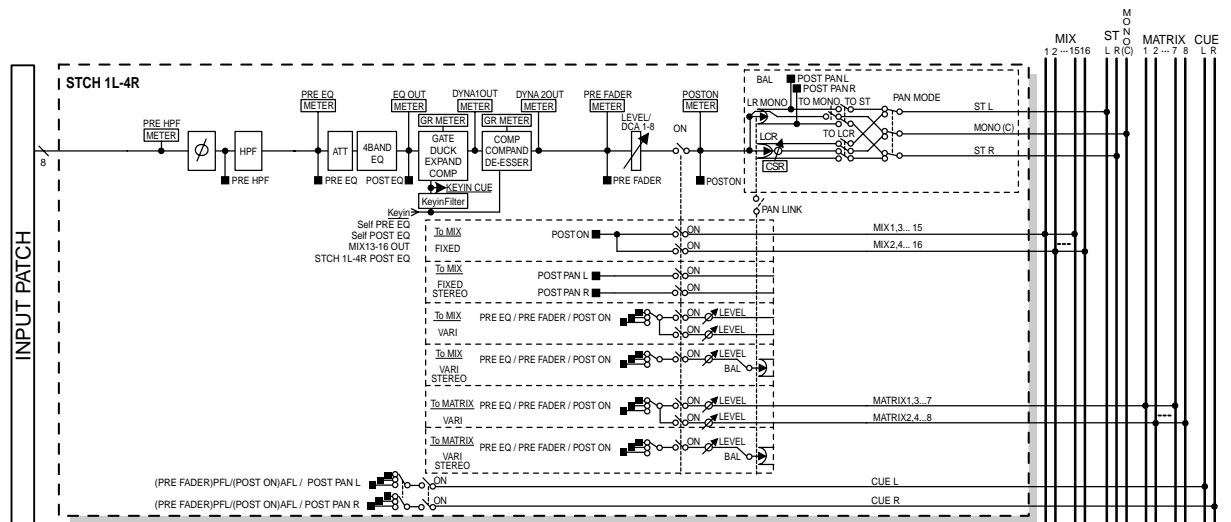 M
O
N
O
(C)
MIX
1 2 ··· 15 16
ST
L R
MATRIX
1 2 ··· 7 8
CUE
L R
INPUT PATCH
8
STCH 1L-4R
PRE HPF
METER
Ø
PRE HPF
HPF
PRE EQ
METER
PRE EQ
ATT
4BAND
EQ
EQ OUT
METER
POST EQ
DYNA1OUT
METER
GR METER
GATE
DUCK
EXPAND
COMP
KEYIN CUE
KeyinFilter
DYNA 2OUT
METER
GR METER
COMP
COMPAND
DE-ESSER
Keyin
Self PRE EQ
Self POST EQ
MIX13-16 OUT
STCH 1L-4R POST EQ
PRE FADER
METER
PRE FADER
LEVEL/
DCA 1-8
ON
POSTON
METER
POSTON
BAL
POST PAN L
POST PAN R
LR MONO
TO MONO
TO ST
PAN MODE
TO LCR
LCR
CSR
PAN LINK
ST L
MONO (C)
ST R
To MIX
FIXED
POST ON
ON
ON
MIX1,3... 15
MIX2,4... 16
To MIX
FIXED
STEREO
POST PAN L
POST PAN R
ON
ON
To MIX
VARI
PRE EQ / PRE FADER / POST ON
ON
LEVEL
LEVEL
To MIX
VARI
STEREO
PRE EQ / PRE FADER / POST ON
ON
LEVEL
BAL
To MATRIX
VARI
PRE EQ / PRE FADER / POST ON
ON
LEVEL
ON
LEVEL
MATRIX1,3...7
MATRIX2,4...8
To MATRIX
VARI
STEREO
PRE EQ / PRE FADER / POST ON
ON
LEVEL
BAL
(PRE FADER)PFL/(POST ON)AFL / POST PAN L
ON
CUE L
(PRE FADER)PFL/(POST ON)AFL / POST PAN R
ON
CUE R